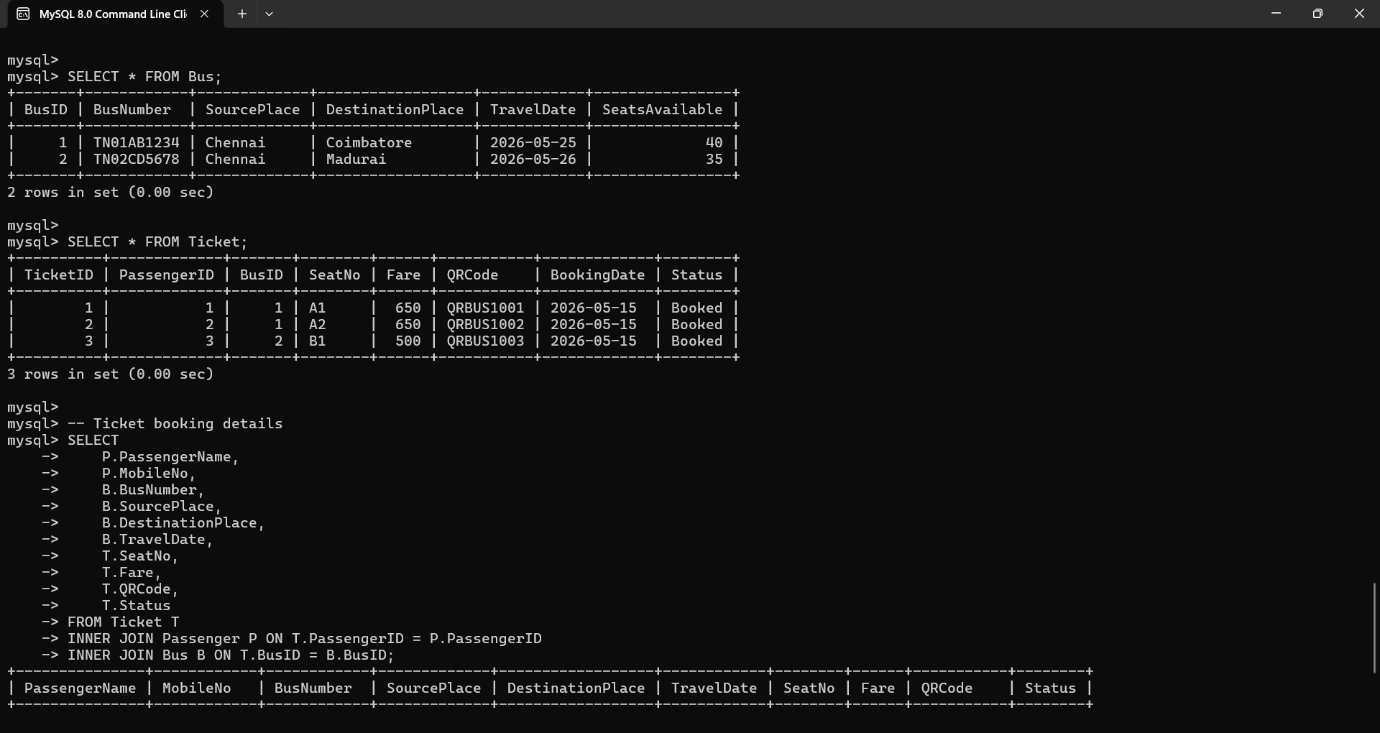 MySQL 8.0 Command Line Cli
mysql>
mysql> SELECT * FROM Bus;
+-------+------------+-------------+------------------+------------+----------------+
| BusID | BusNumber  | SourcePlace | DestinationPlace | TravelDate | SeatsAvailable |
+-------+------------+-------------+------------------+------------+----------------+
|     1 | TN01AB1234 | Chennai     | Coimbatore       | 2026-05-25 |             40 |
|     2 | TN02CD5678 | Chennai     | Madurai          | 2026-05-26 |             35 |
+-------+------------+-------------+------------------+------------+----------------+
2 rows in set (0.00 sec)
mysql>
mysql> SELECT * FROM Ticket;
+----------+-------------+-------+--------+------+-----------+-------------+--------+
| TicketID | PassengerID | BusID | SeatNo | Fare | QRCode    | BookingDate | Status |
+----------+-------------+-------+--------+------+-----------+-------------+--------+
|        1 |           1 |     1 | A1     |  650 | QRBUS1001 | 2026-05-15  | Booked |
|        2 |           2 |     1 | A2     |  650 | QRBUS1002 | 2026-05-15  | Booked |
|        3 |           3 |     2 | B1     |  500 | QRBUS1003 | 2026-05-15  | Booked |
+----------+-------------+-------+--------+------+-----------+-------------+--------+
3 rows in set (0.00 sec)
mysql>
mysql> -- Ticket booking details
mysql> SELECT
    ->     P.PassengerName,
    ->     P.MobileNo,
    ->     B.BusNumber,
    ->     B.SourcePlace,
    ->     B.DestinationPlace,
    ->     B.TravelDate,
    ->     T.SeatNo,
    ->     T.Fare,
    ->     T.QRCode,
    ->     T.Status
    -> FROM Ticket T
    -> INNER JOIN Passenger P ON T.PassengerID = P.PassengerID
    -> INNER JOIN Bus B ON T.BusID = B.BusID;
+---------------+------------+------------+-------------+------------------+------------+--------+------+-----------+--------+
| PassengerName | MobileNo   | BusNumber  | SourcePlace | DestinationPlace | TravelDate | SeatNo | Fare | QRCode    | Status |
+---------------+------------+------------+-------------+------------------+------------+--------+------+-----------+--------+